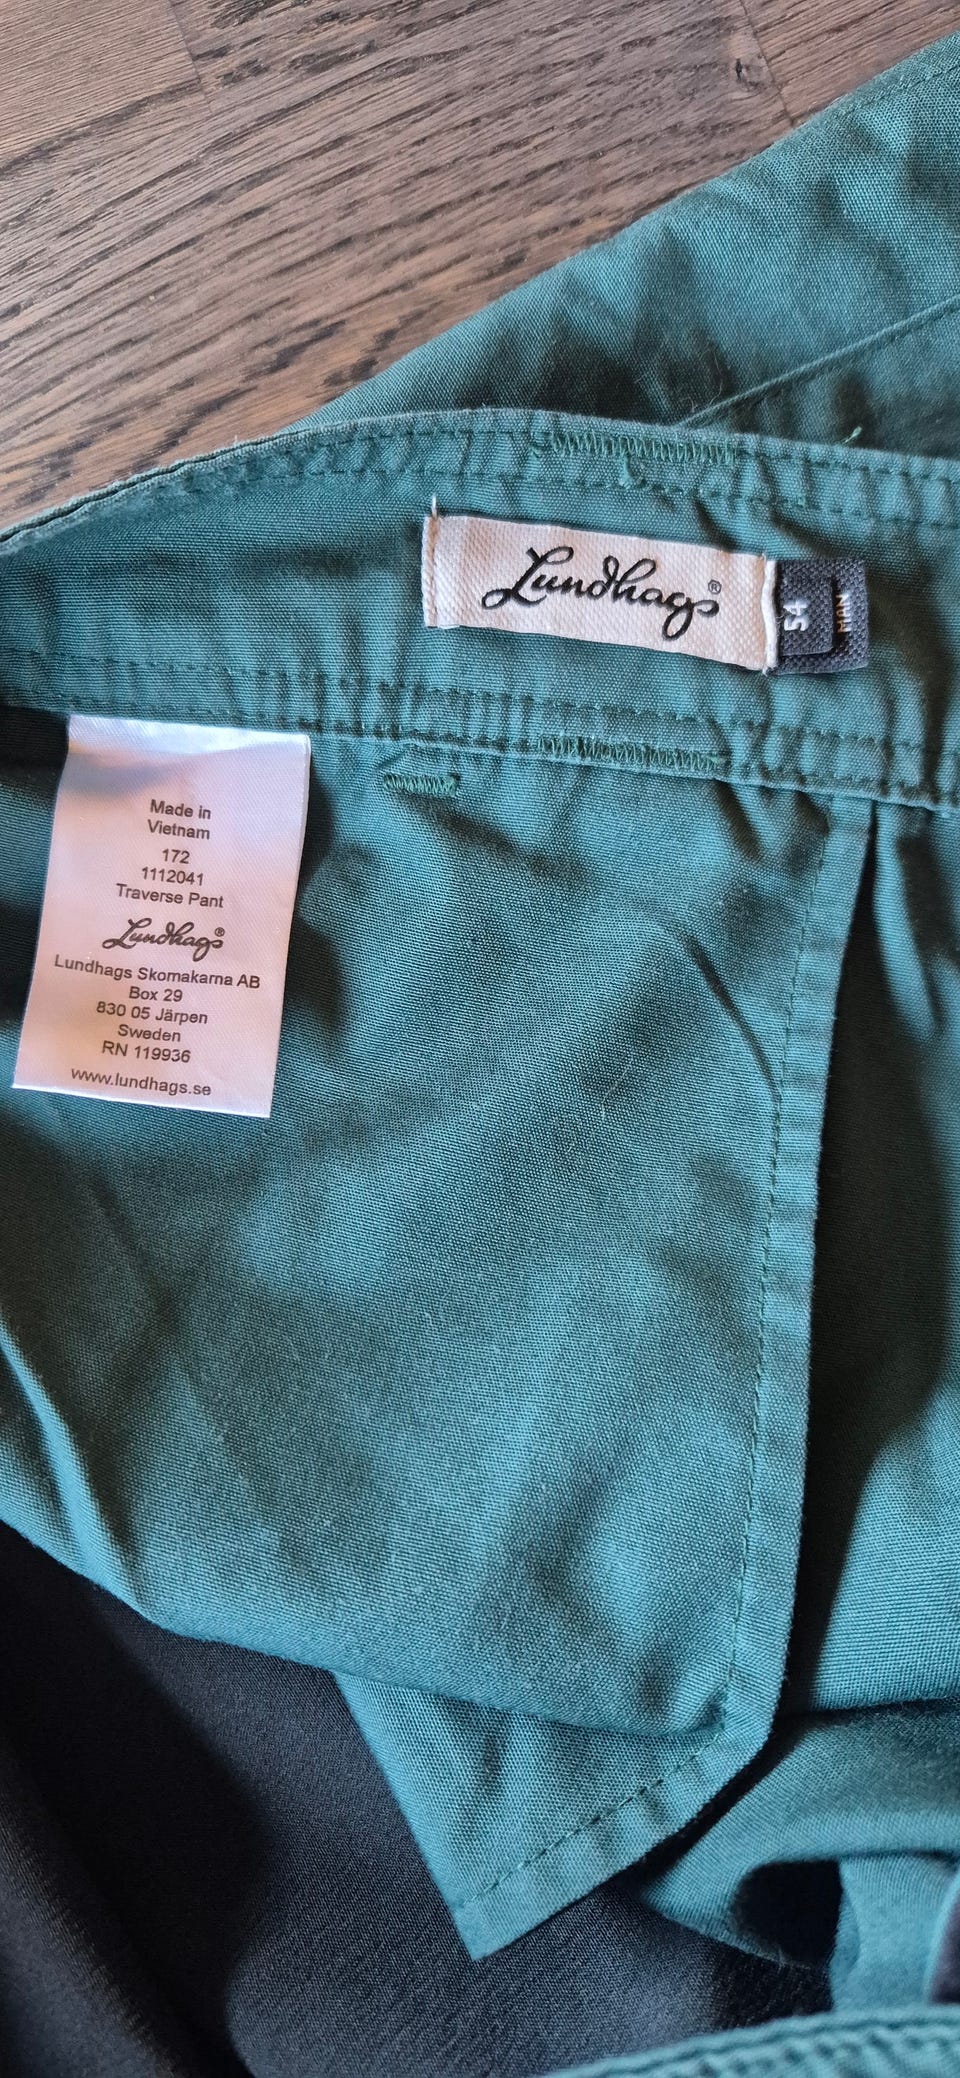 Lundhags®
54
MAN
Made in
Vietnam
172
1112041
Traverse Pant
Lundhags®
Lundhags Skomakarna AB
Box 29
830 05 Järpen
Sweden
RN 119936
www.lundhags.se